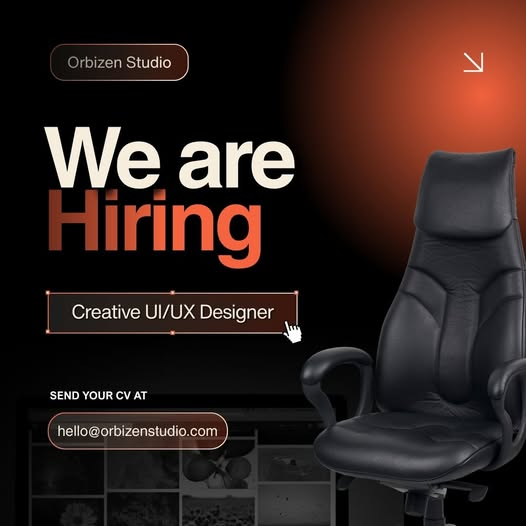 Orbizen Studio
We are
Hiring
Creative UI/UX Designer
SEND YOUR CV AT
hello@orbizenstudio.com